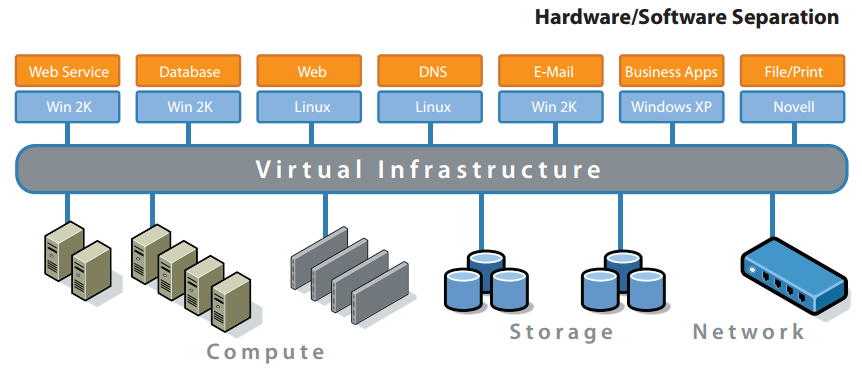 Hardware/Software Separation
Web Service
Database
Web
DNS
E-Mail
Business Apps
File/Print
Win 2K
Win 2K
Linux
Linux
Win 2K
Windows XP
Novell
Virtual Infrastructure
Storage
Network
Compute